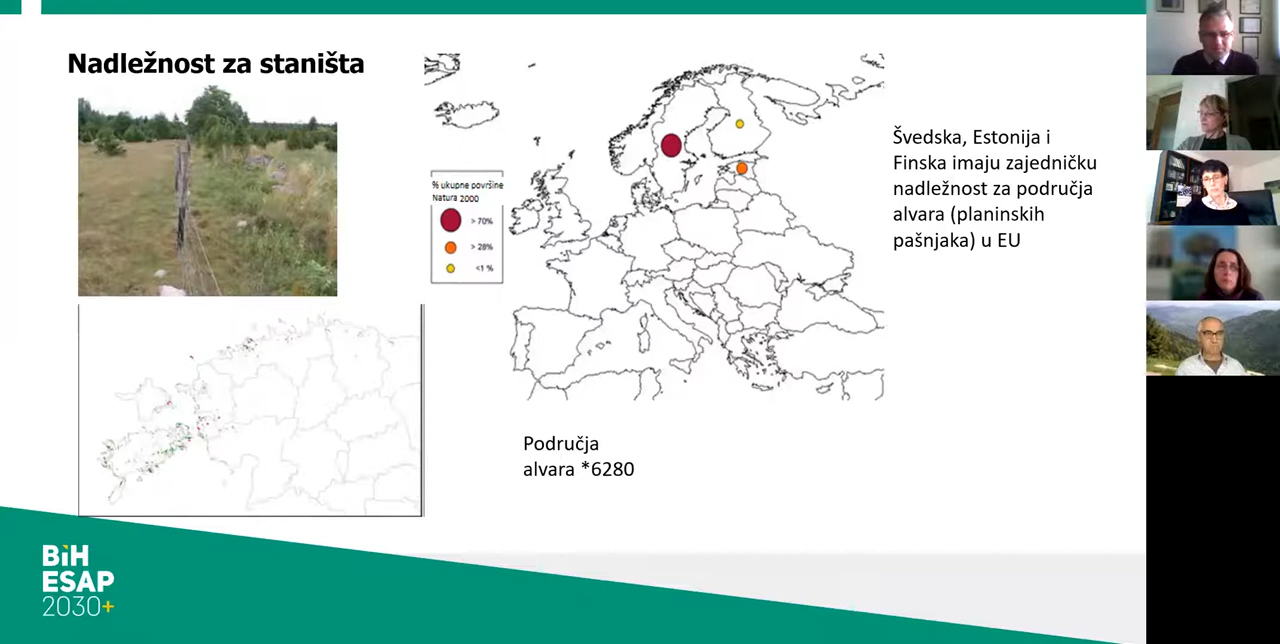 Nadležnost za staništa
% ukupne površine
Natura 2000
> 70%
> 28%
<1 %
Švedska, Estonija i
Finska imaju zajedničku
nadležnost za područja
alvara (planinskih
pašnjaka) u EU
Područja
alvara *6280
BiH
ESAP
2030+